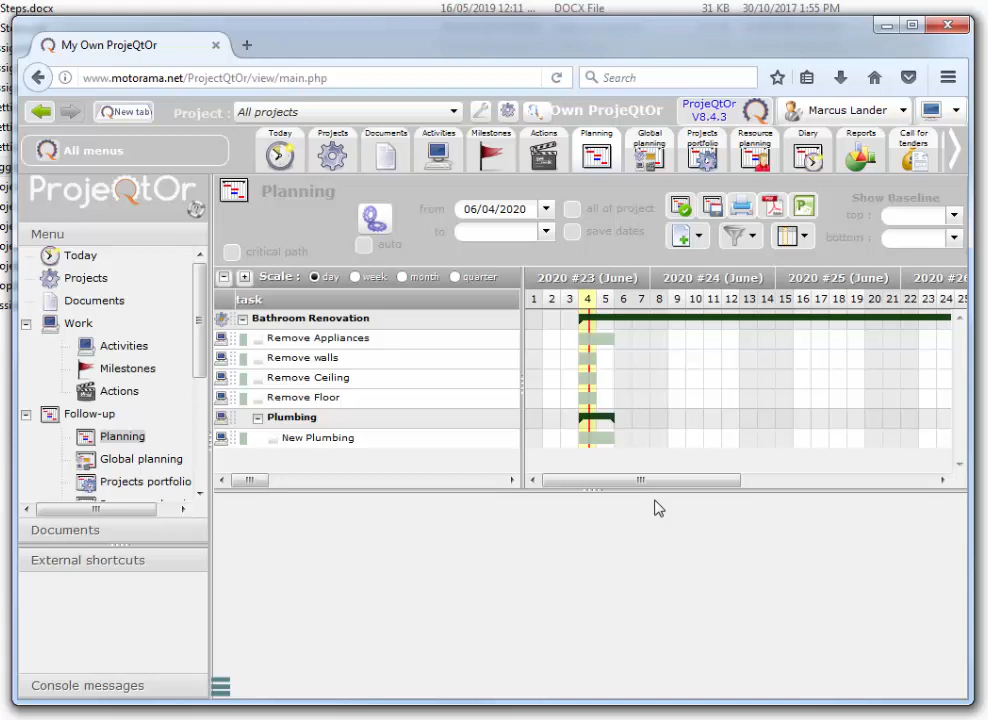 Steps.docx 16/05/2019 12:11 ... DOCX File 31 KB 30/10/2017 1:55 PM
My Own ProjeQtOr
www.motorama.net/ProjectQtOr/view/main.php Search
New tab Project : All projects Own ProjeQtOr ProjeQtOr V8.4.3 Marcus Lander
All menus
Today Projects Documents Activities Milestones Actions Planning Global planning Projects portfolio Resource planning Diary Reports Call for tenders
ProjeQtOr
Planning
from 06/04/2020 all of project Show Baseline
to save dates top :
critical path auto bottom :
Menu
Today
Projects
Documents
Work
Activities
Milestones
Actions
Follow-up
Planning
Global planning
Projects portfolio
Documents
External shortcuts
Console messages
Scale : day week month quarter 2020 #23 (June) 2020 #24 (June) 2020 #25 (June) 2020 #26
task 1 2 3 4 5 6 7 8 9 10 11 12 13 14 15 16 17 18 19 20 21 22 23 24 25
Bathroom Renovation
Remove Appliances
Remove walls
Remove Ceiling
Remove Floor
Plumbing
New Plumbing